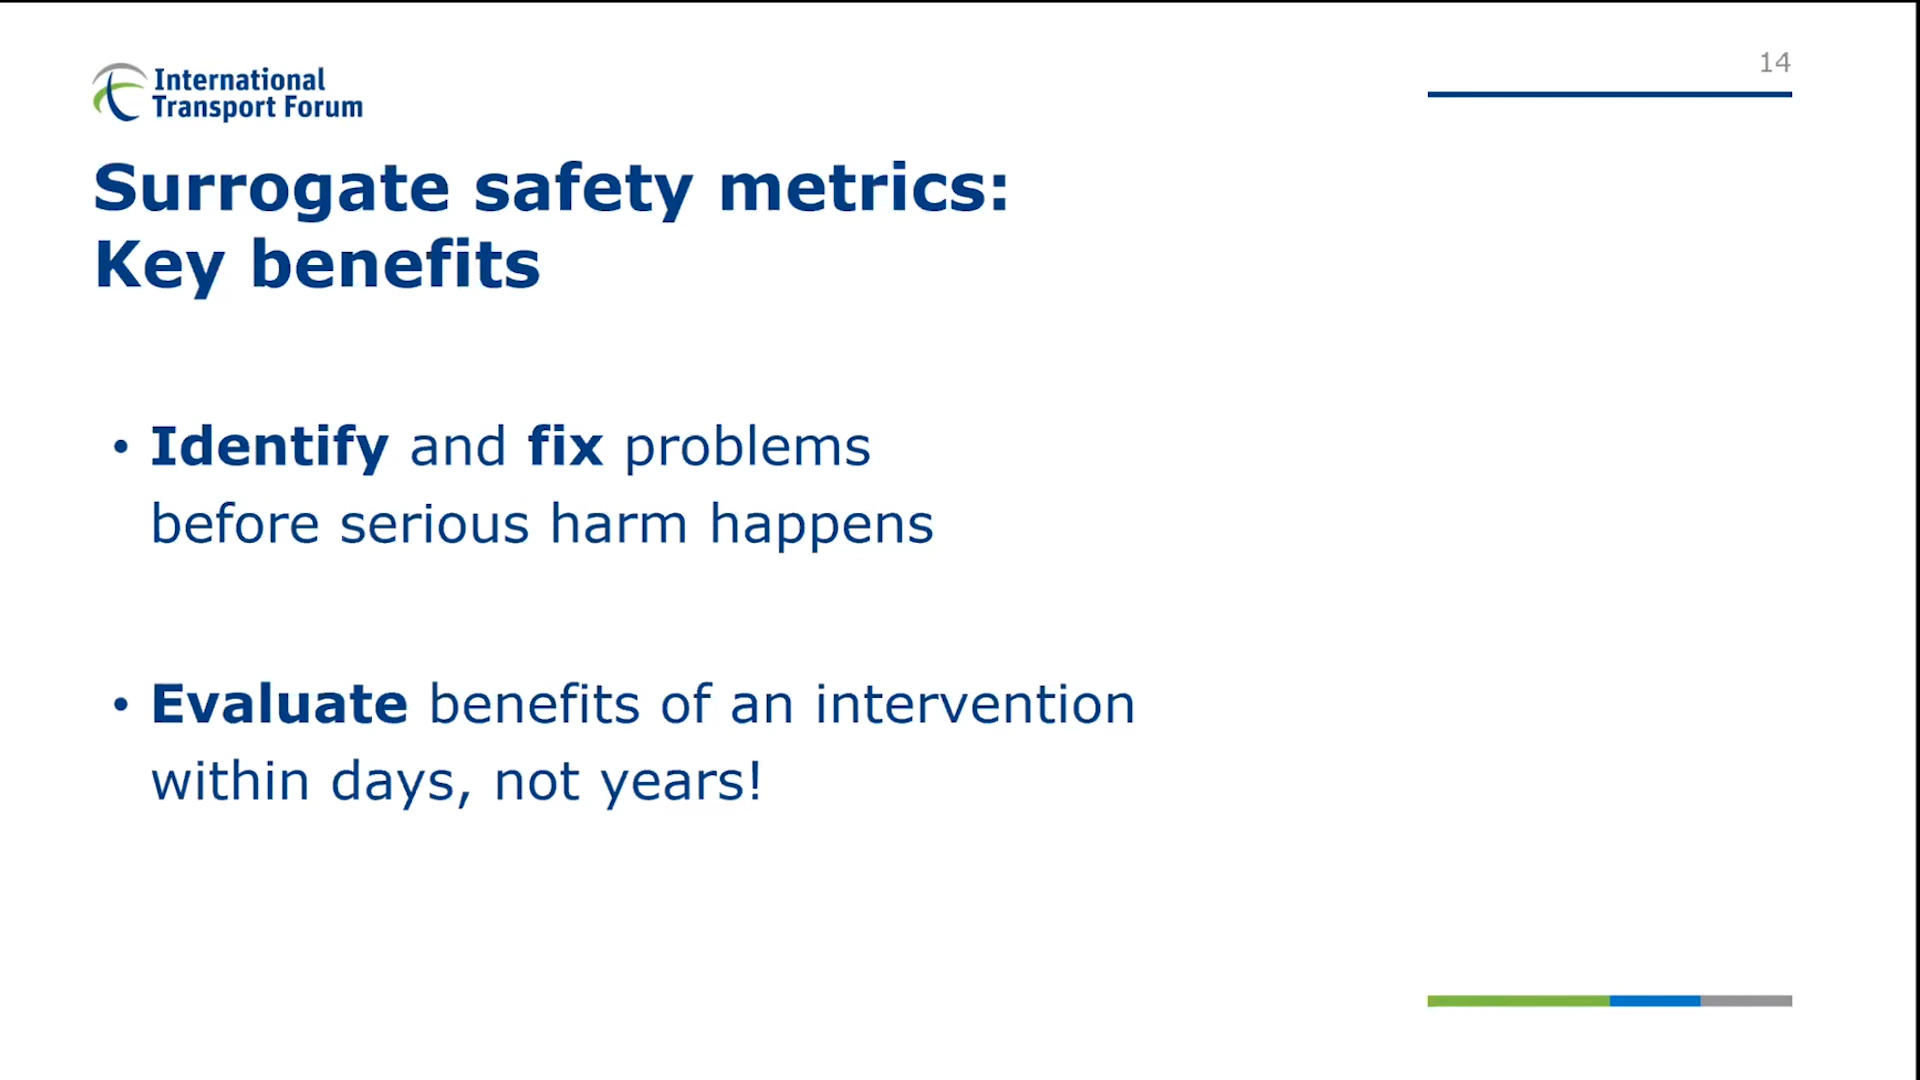 International
Transport Forum
14
Surrogate safety metrics:
Key benefits
• Identify and fix problems
before serious harm happens
• Evaluate benefits of an intervention
within days, not years!